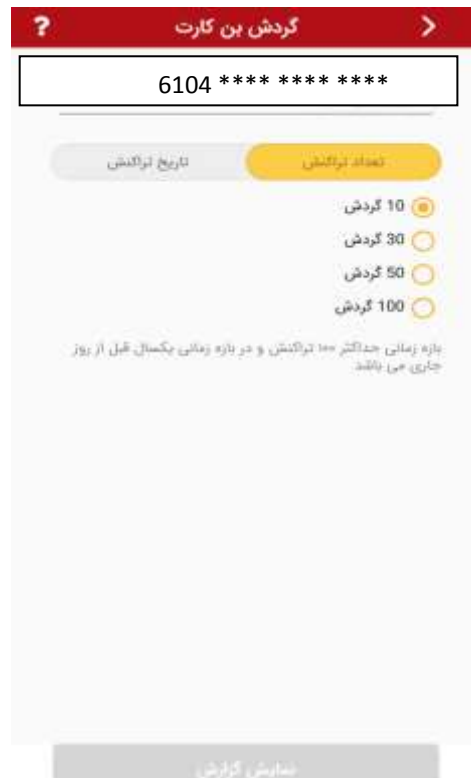 گردش بن کارت ?
6104 **** **** ****
تعداد تراکنش تاریخ تراکنش
10 گردش
30 گردش
50 گردش
100 گردش
بازه زمانی حداکثر ۱۰۰ تراکنش و در بازه زمانی یکسال قبل از روز
جاری می باشد
نمایش گزارش